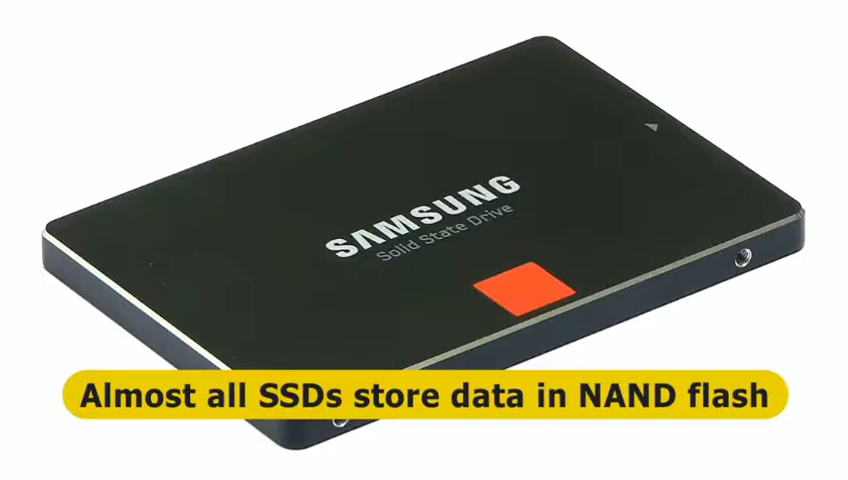 SAMSUNG
Solid State Drive
Almost all SSDs store data in NAND flash